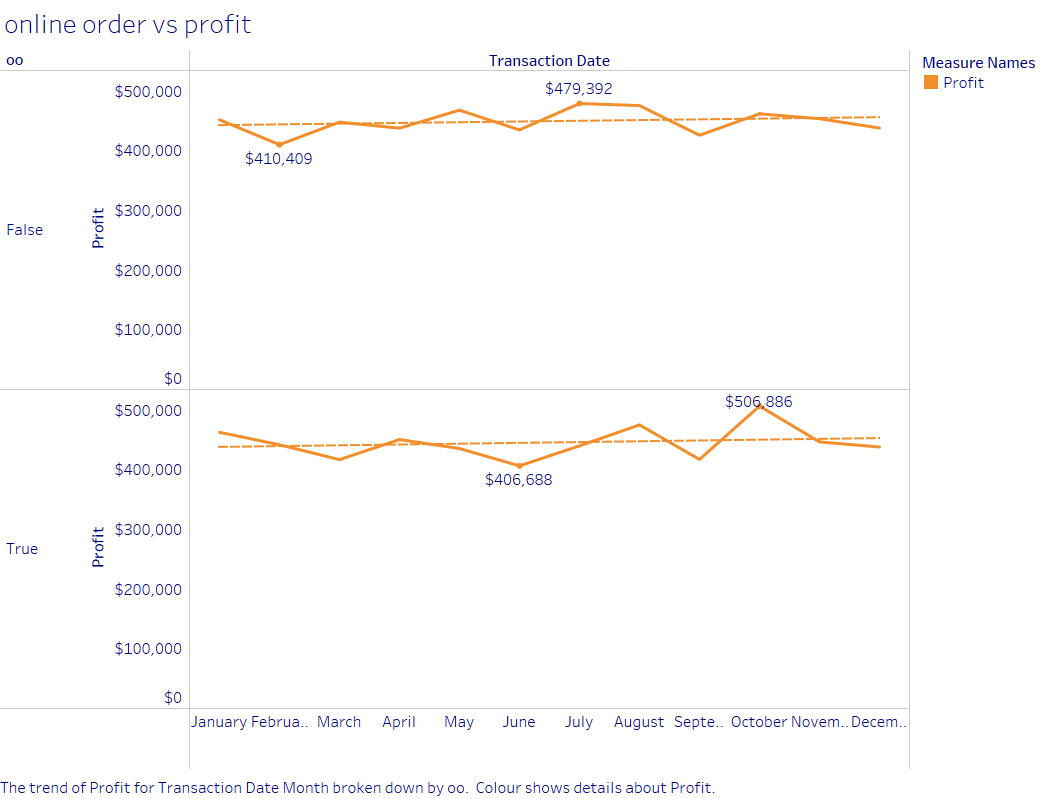 online order vs profit
oo
Transaction Date
Measure Names
Profit
False
Profit
$500,000
$400,000
$300,000
$200,000
$100,000
$0
$479,392
$410,409
True
Profit
$500,000
$400,000
$300,000
$200,000
$100,000
$0
$506,886
$406,688
January Februa.. March April May June July August Septe.. October Novem.. Decem..
The trend of Profit for Transaction Date Month broken down by oo.  Colour shows details about Profit.